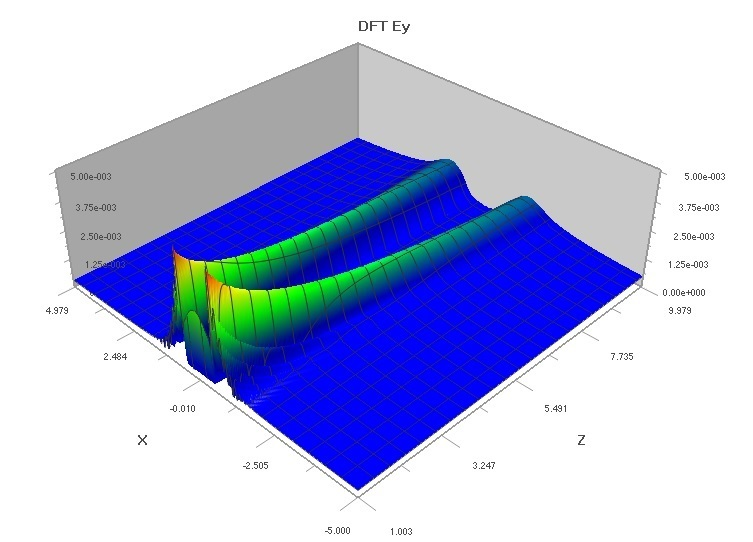 DFT Ey
5.00e-003
3.75e-003
2.50e-003
1.25e-003
5.00e-003
3.75e-003
2.50e-003
1.25e-003
0.00e+000
4.979
2.484
-0.010
-2.505
-5.000
X
9.979
7.735
5.491
3.247
1.003
Z